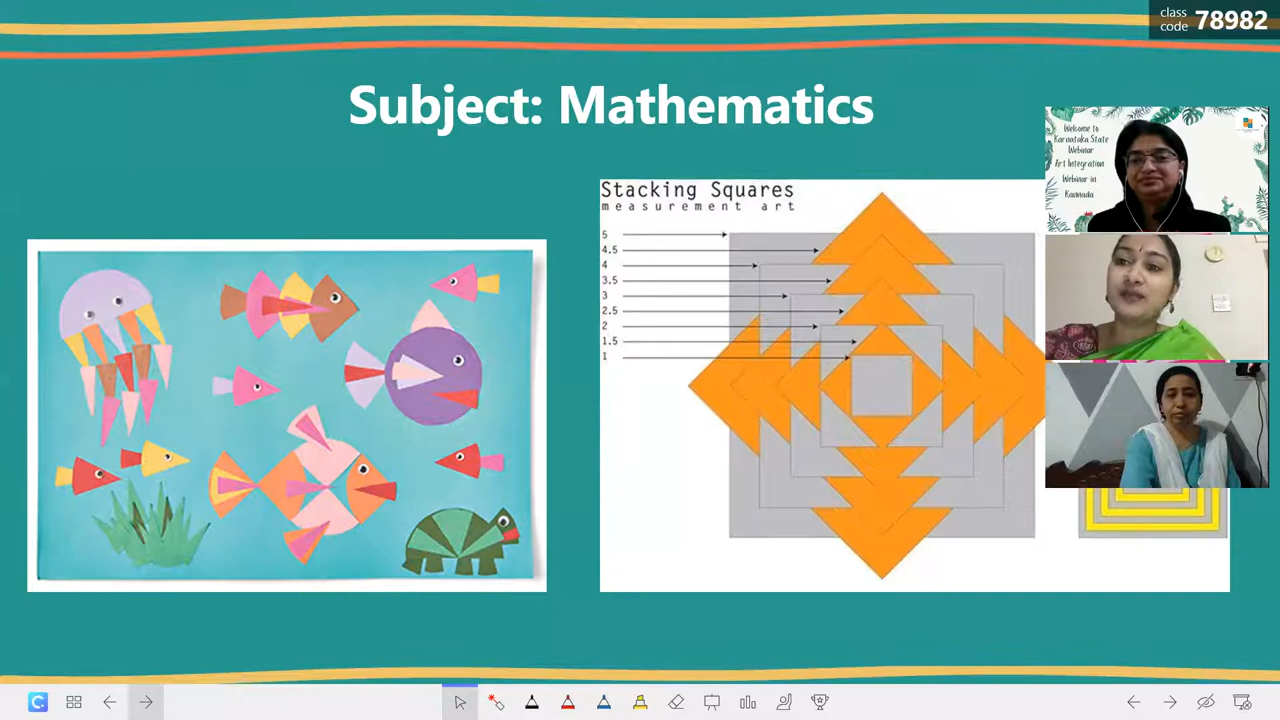 class
code 78982
Subject: Mathematics
Welcome to
Karnataka State
Webinar
Art Integration
Webinar in
Kannada
Stacking Squares
measurement art
5
4.5
4
3.5
3
2.5
2
1.5
1